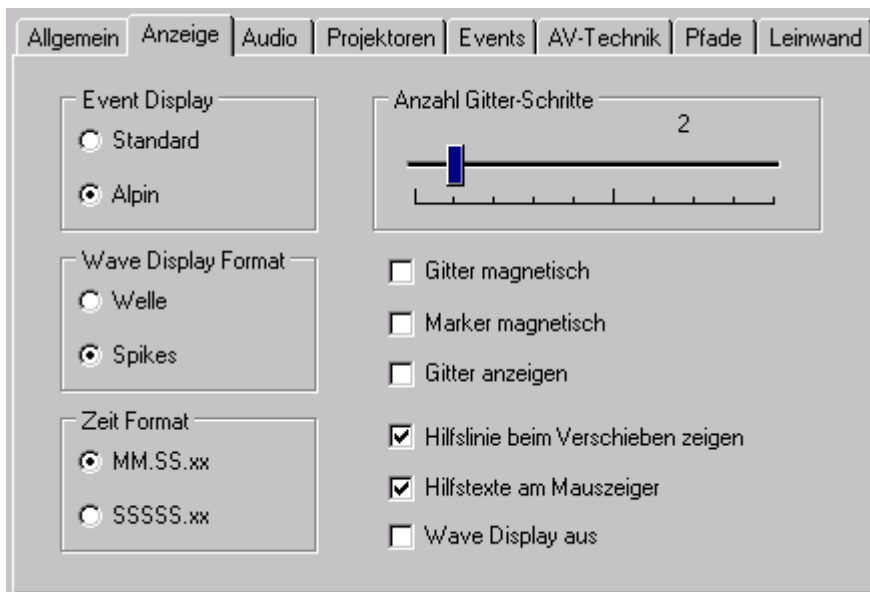 Allgemein Anzeige Audio Projektoren Events AV-Technik Pfade Leinwand
Event Display
Standard
Alpin
Wave Display Format
Welle
Spikes
Zeit Format
MM.SS.xx
SSSSS.xx
Anzahl Gitter-Schritte
2
Gitter magnetisch
Marker magnetisch
Gitter anzeigen
Hilfslinie beim Verschieben zeigen
Hilfstexte am Mauszeiger
Wave Display aus